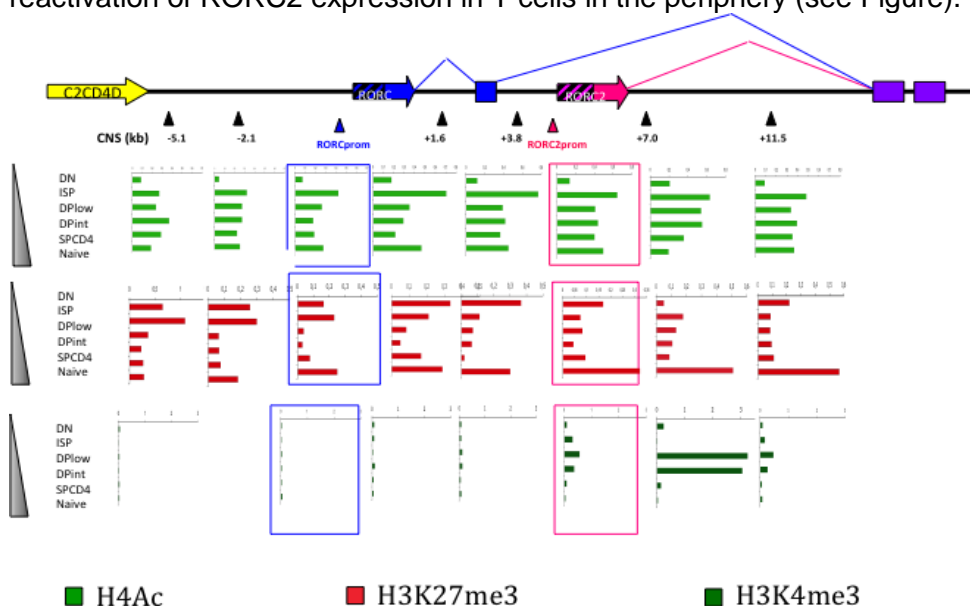 reactivation of RORC2 expression in T cells in the periphery (see Figure).
C2CD4D RORC RORC2
CNS (kb) -5.1 -2.1 RORCprom +1.6 +3.8 RORC2prom +7.0 +11.5
DN
ISP
DPlow
DPint
SPCD4
Naive
DN
ISP
DPlow
DPint
SPCD4
Naive
DN
ISP
DPlow
DPint
SPCD4
Naive
H4Ac H3K27me3 H3K4me3